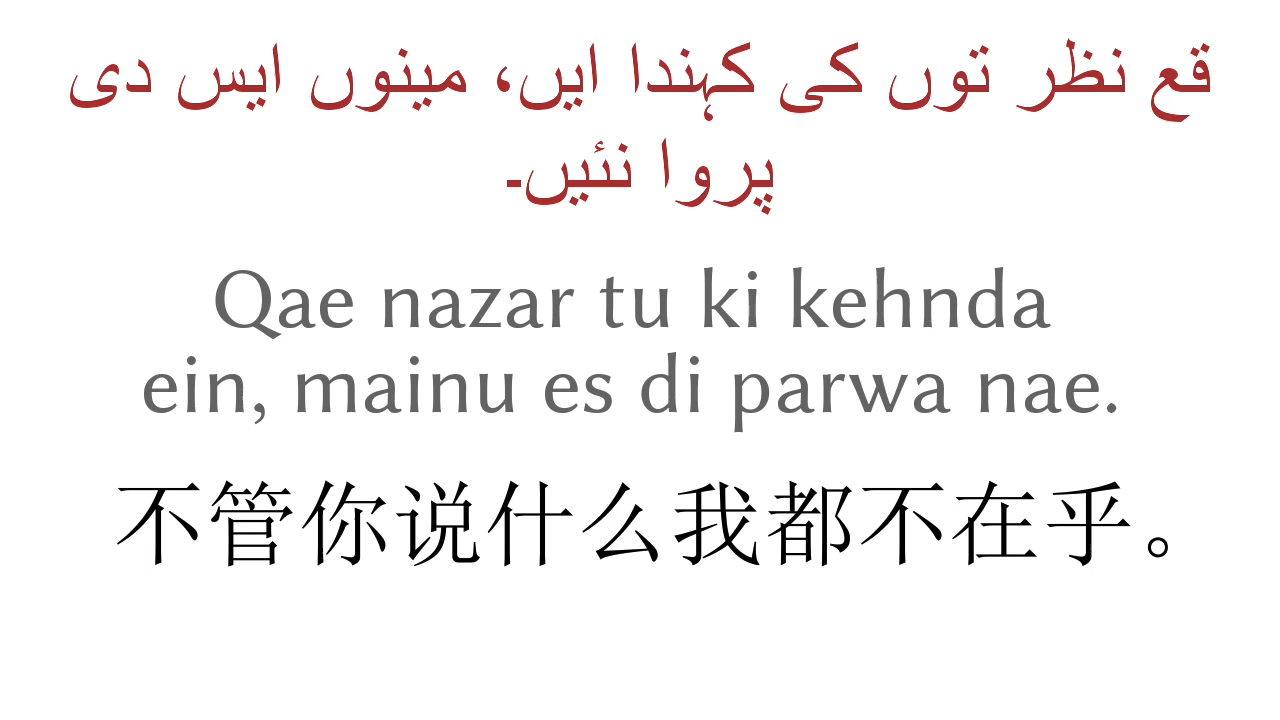 قع نظر توں کی کہندا ایں، مینوں ایس دی
پروا نئیں۔
Qae nazar tu ki kehnda
ein, mainu es di parwa nae.
不管你说什么我都不在乎。